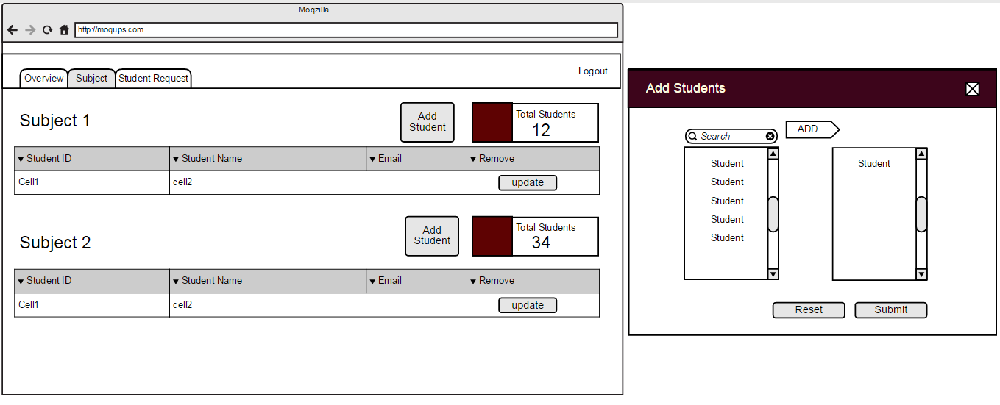 Moqzilla
http://moqups.com
Overview Subject Student Request Logout
Subject 1
Add
Student
Total Students
12
▼ Student ID ▼ Student Name ▼ Email ▼ Remove
Cell1 cell2 update
Subject 2
Add
Student
Total Students
34
▼ Student ID ▼ Student Name ▼ Email ▼ Remove
Cell1 cell2 update
Add Students
Search
ADD
Student
Student
Student
Student
Student
Student
Reset Submit